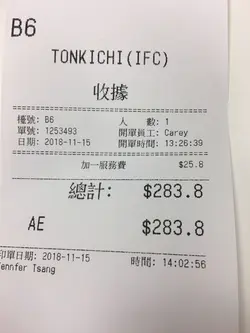 B6
TONKICHI(IFC)
收據
檯號: B6 人 數: 1
單號: 1253493 開單員工: Carey
日期: 2018-11-15 開單時間: 13:26:39
加一服務費 $25.8
總計: $283.8
AE $283.8
印單日期: 2018-11-15 時間: 14:02:56
ennifer Tsang